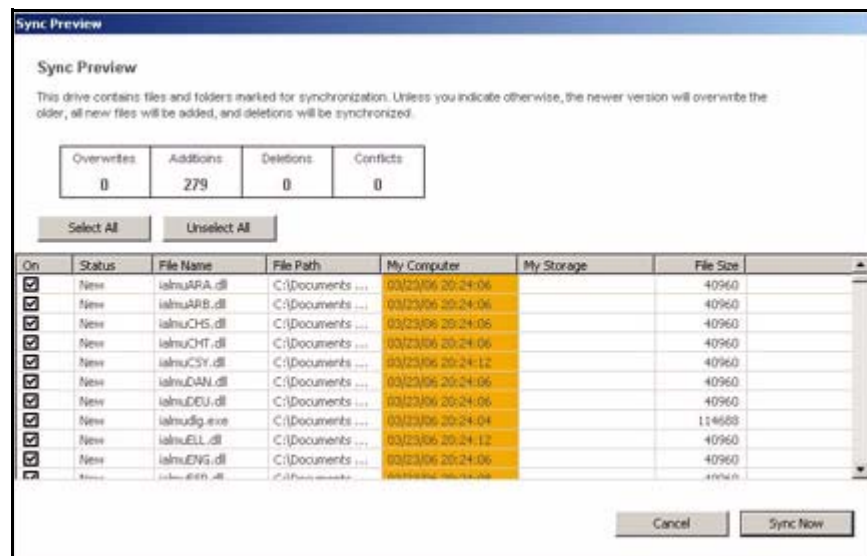 Sync Preview
Sync Preview
This drive contains files and folders marked for synchronization. Unless you indicate otherwise, the newer version will overwrite the
older, all new files will be added, and deletions will be synchronized.
Overwrites Additioins Deletions Conflicts
0 279 0 0
Select All Unselect All
On Status File Name File Path My Computer My Storage File Size
New ialmuARA.dll C:\Documents ... 03/23/06 20:24:06 40960
New ialmuARB.dll C:\Documents ... 03/23/06 20:24:06 40960
New ialmuCHS.dll C:\Documents ... 03/23/06 20:24:06 40960
New ialmuCHT.dll C:\Documents ... 03/23/06 20:24:06 40960
New ialmuCSY.dll C:\Documents ... 03/23/06 20:24:12 40960
New ialmuDAN.dll C:\Documents ... 03/23/06 20:24:06 40960
New ialmuDEU.dll C:\Documents ... 03/23/06 20:24:06 40960
New ialmudlg.exe C:\Documents ... 03/23/06 20:24:04 114688
New ialmuELL.dll C:\Documents ... 03/23/06 20:24:12 40960
New ialmuENG.dll C:\Documents ... 03/23/06 20:24:06 40960
Cancel Sync Now